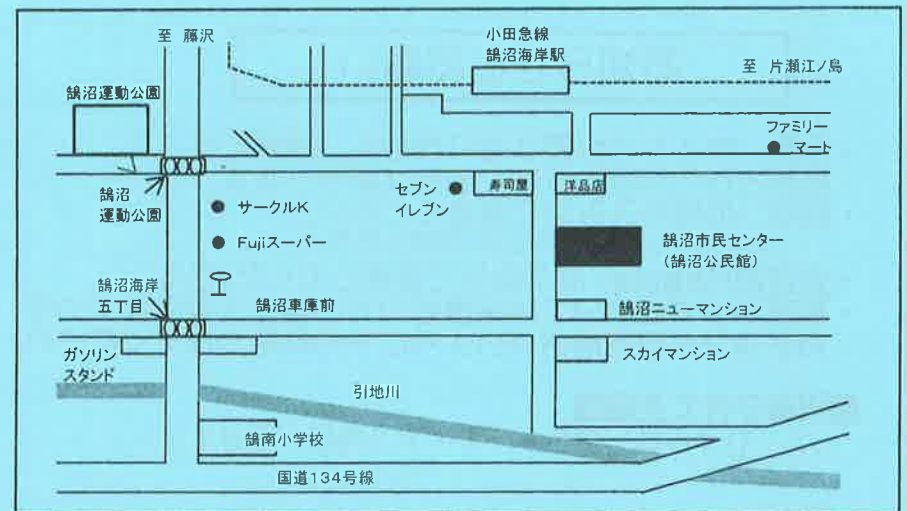 至 藤沢
小田急線
鵠沼海岸駅
至 片瀬江ノ島
鵠沼運動公園
ファミリー
マート
鵠沼
運動公園
サークルK
セブン
イレブン
寿司屋
洋品店
Fujiスーパー
鵠沼市民センター
(鵠沼公民館)
鵠沼海岸
五丁目
鵠沼車庫前
鵠沼ニューマンション
ガソリン
スタンド
スカイマンション
引地川
鵠南小学校
国道134号線